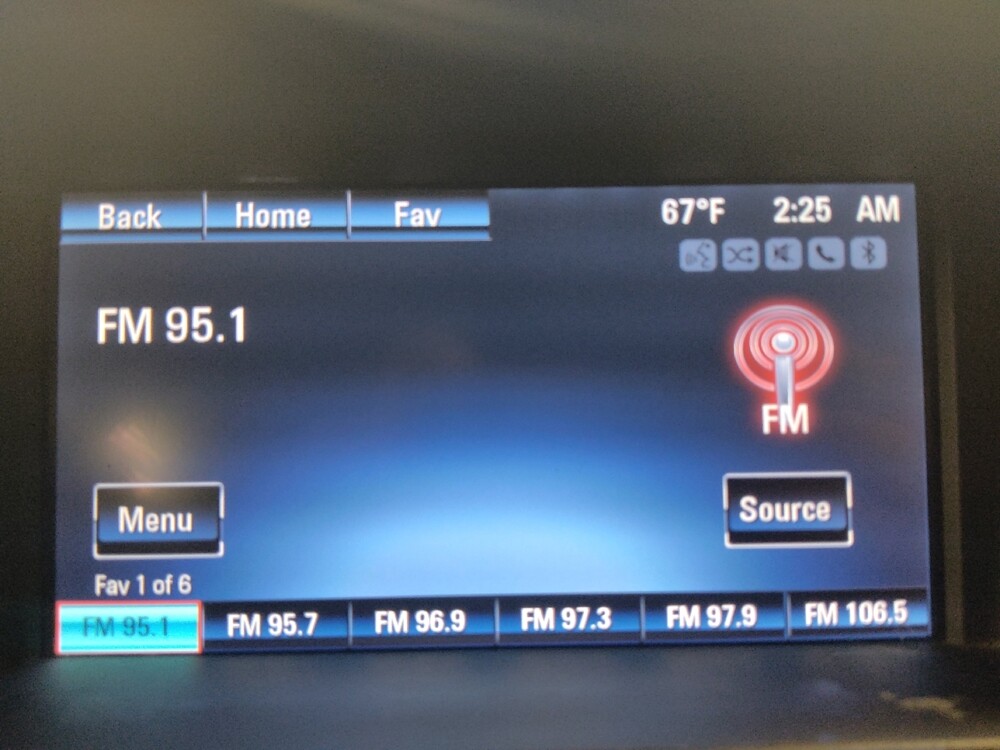 Back Home Fav 67°F 2:25 AM
FM 95.1
FM
Menu Source
Fav 1 of 6
FM 95.1 FM 95.7 FM 96.9 FM 97.3 FM 97.9 FM 106.5